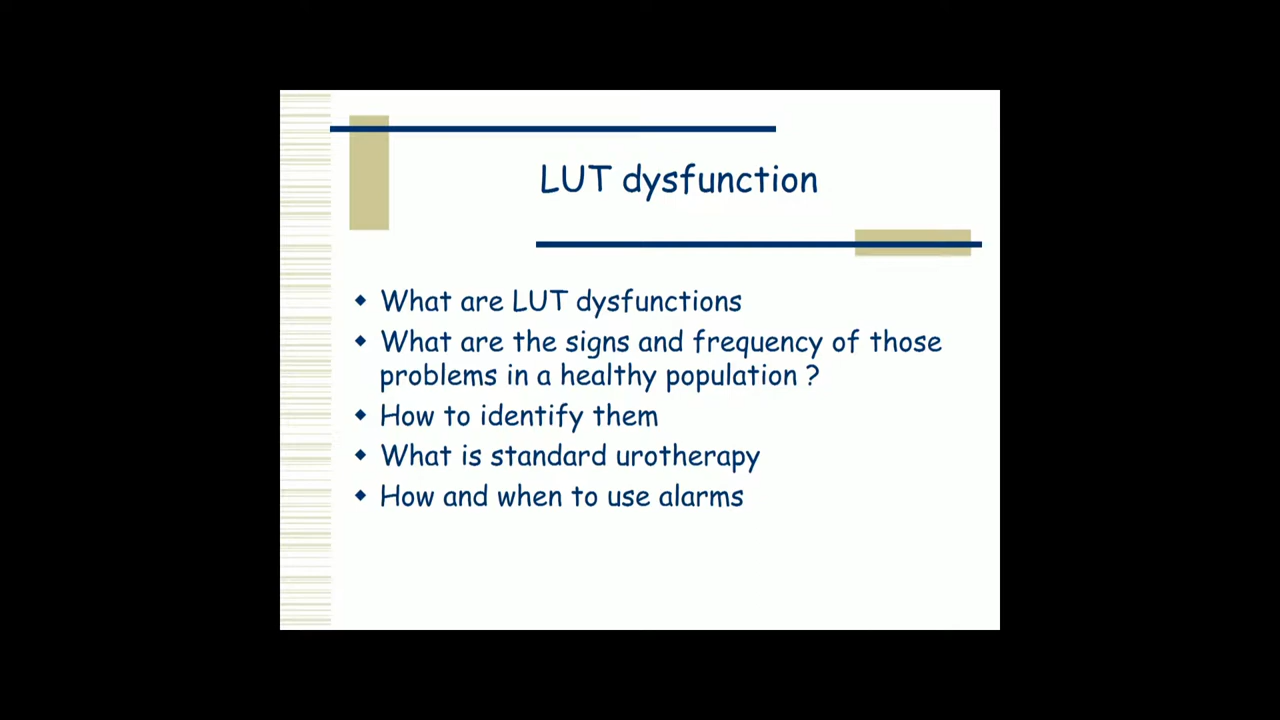 LUT dysfunction
What are LUT dysfunctions
What are the signs and frequency of those
problems in a healthy population ?
How to identify them
What is standard urotherapy
How and when to use alarms